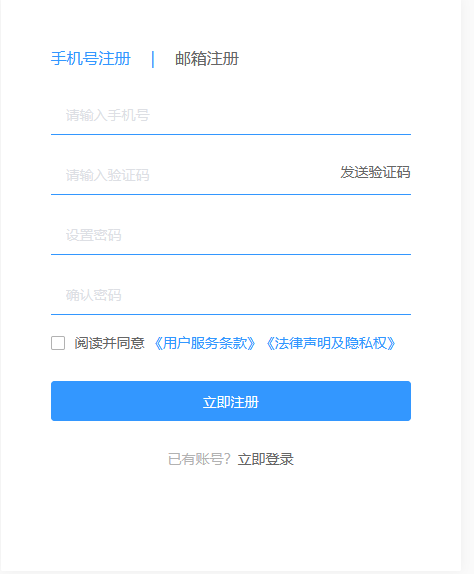 手机号注册 | 邮箱注册
请输入手机号
请输入验证码 发送验证码
设置密码
确认密码
阅读并同意 《用户服务条款》《法律声明及隐私权》
立即注册
已有账号? 立即登录